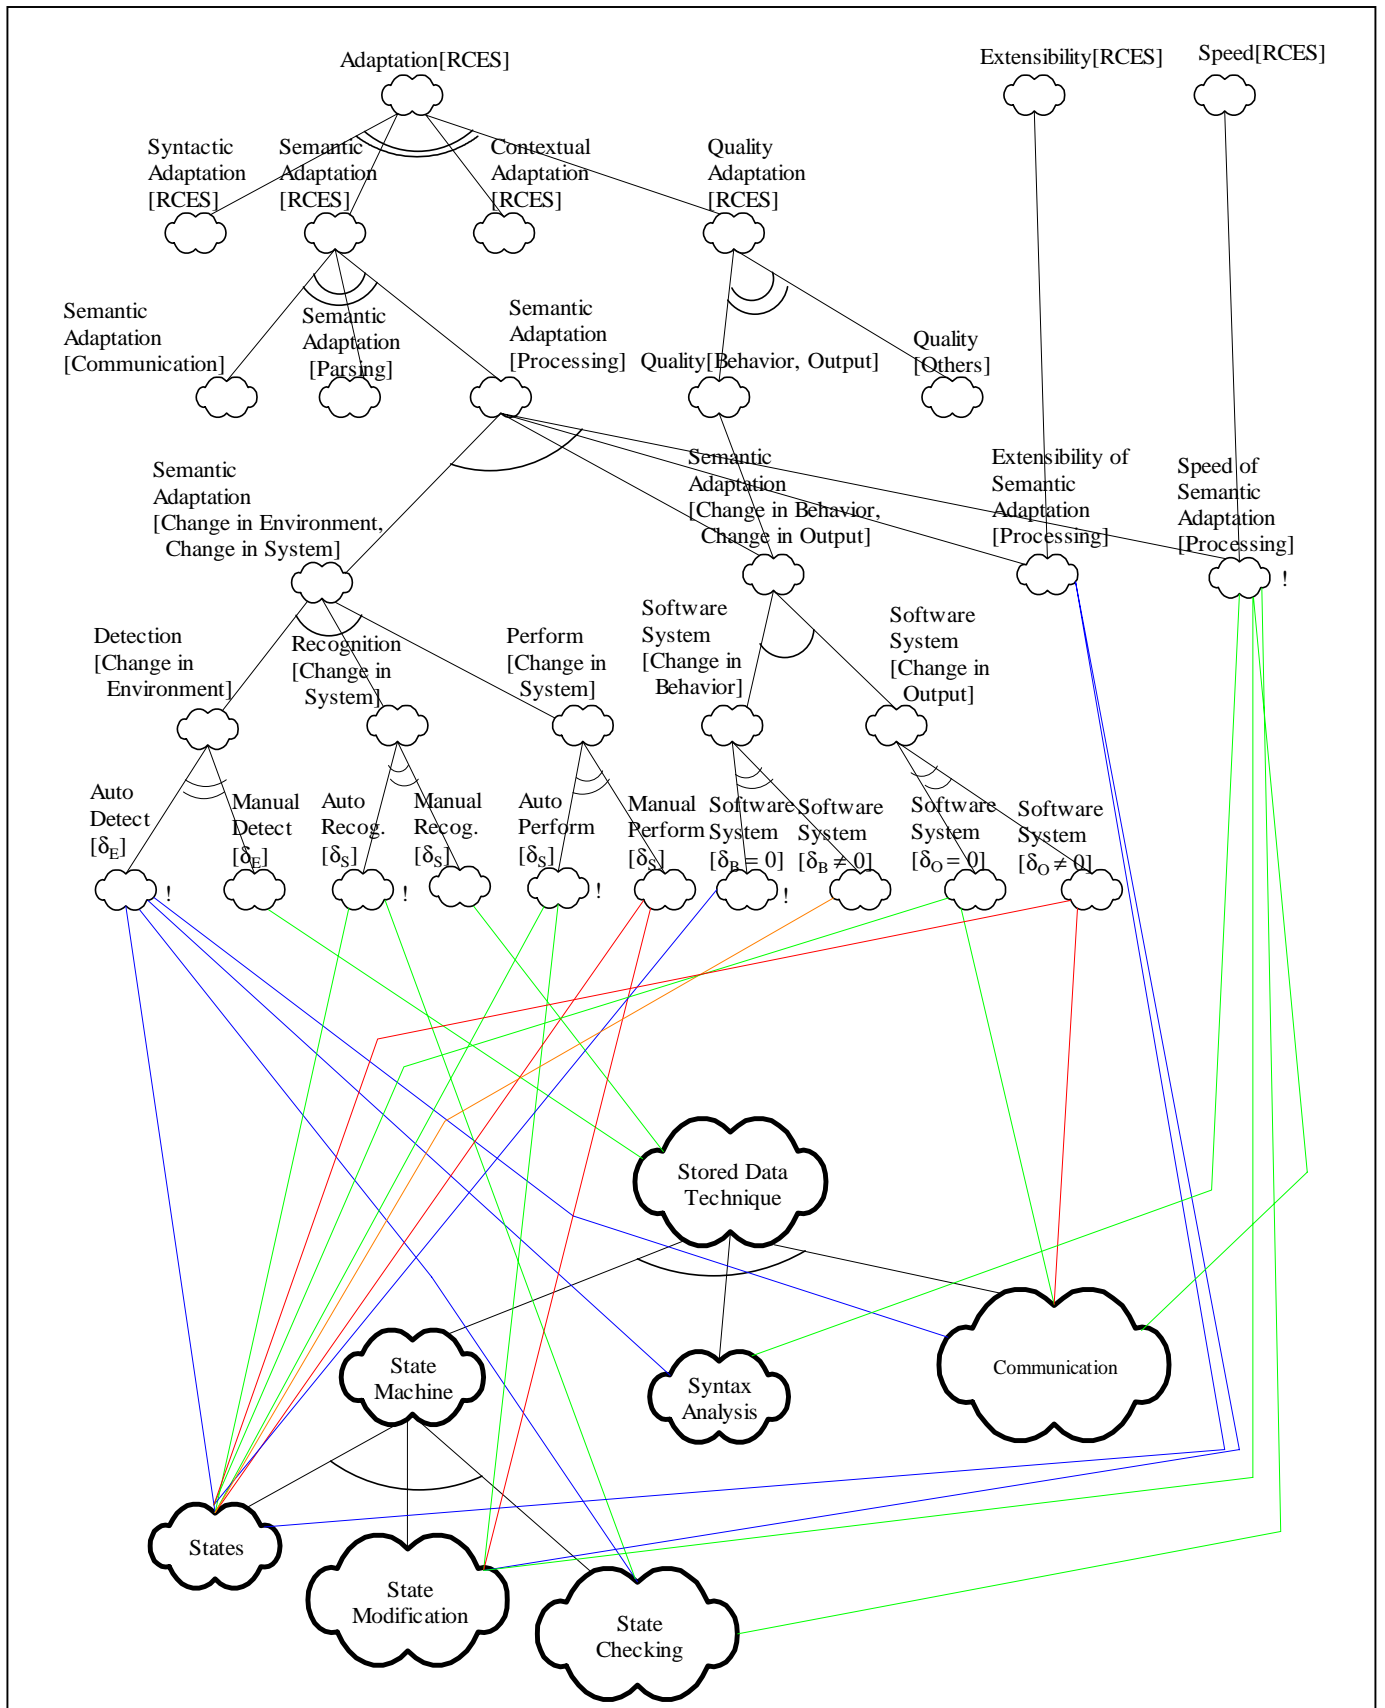 Adaptation[RCES]
Extensibility[RCES]
Speed[RCES]
Syntactic
Adaptation
[RCES]
Semantic
Adaptation
[RCES]
Contextual
Adaptation
[RCES]
Quality
Adaptation
[RCES]
Semantic
Adaptation
[Communication]
Semantic
Adaptation
[Parsing]
Semantic
Adaptation
[Processing]
Quality[Behavior, Output]
Quality
[Others]
Semantic
Adaptation
[Change in Environment,
Change in System]
Semantic
Adaptation
[Change in Behavior,
Change in Output]
Extensibility of
Semantic
Adaptation
[Processing]
Speed of
Semantic
Adaptation
[Processing]
!
Detection
[Change in
Environment]
Recognition
[Change in
System]
Perform
[Change in
System]
Software
System
[Change in
Behavior]
Software
System
[Change in
Output]
Auto
Detect
[δE]
!
Manual
Detect
[δE]
Auto
Recog.
[δS]
!
Manual
Recog.
[δS]
Auto
Perform
[δS]
!
Manual
Perform
[δS]
Software
System
[δB = 0]
!
Software
System
[δB ≠ 0]
Software
System
[δO = 0]
Software
System
[δO ≠ 0]
Stored Data
Technique
State
Machine
Syntax
Analysis
Communication
States
State
Modification
State
Checking